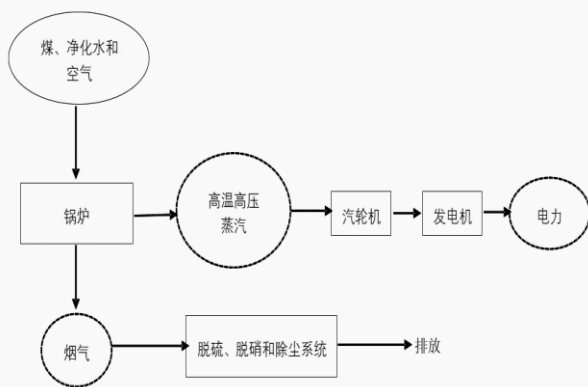 煤、净化水和
空气
锅炉
高温高压
蒸汽
汽轮机
发电机
电力
烟气
脱硫、脱硝和除尘系统
排放